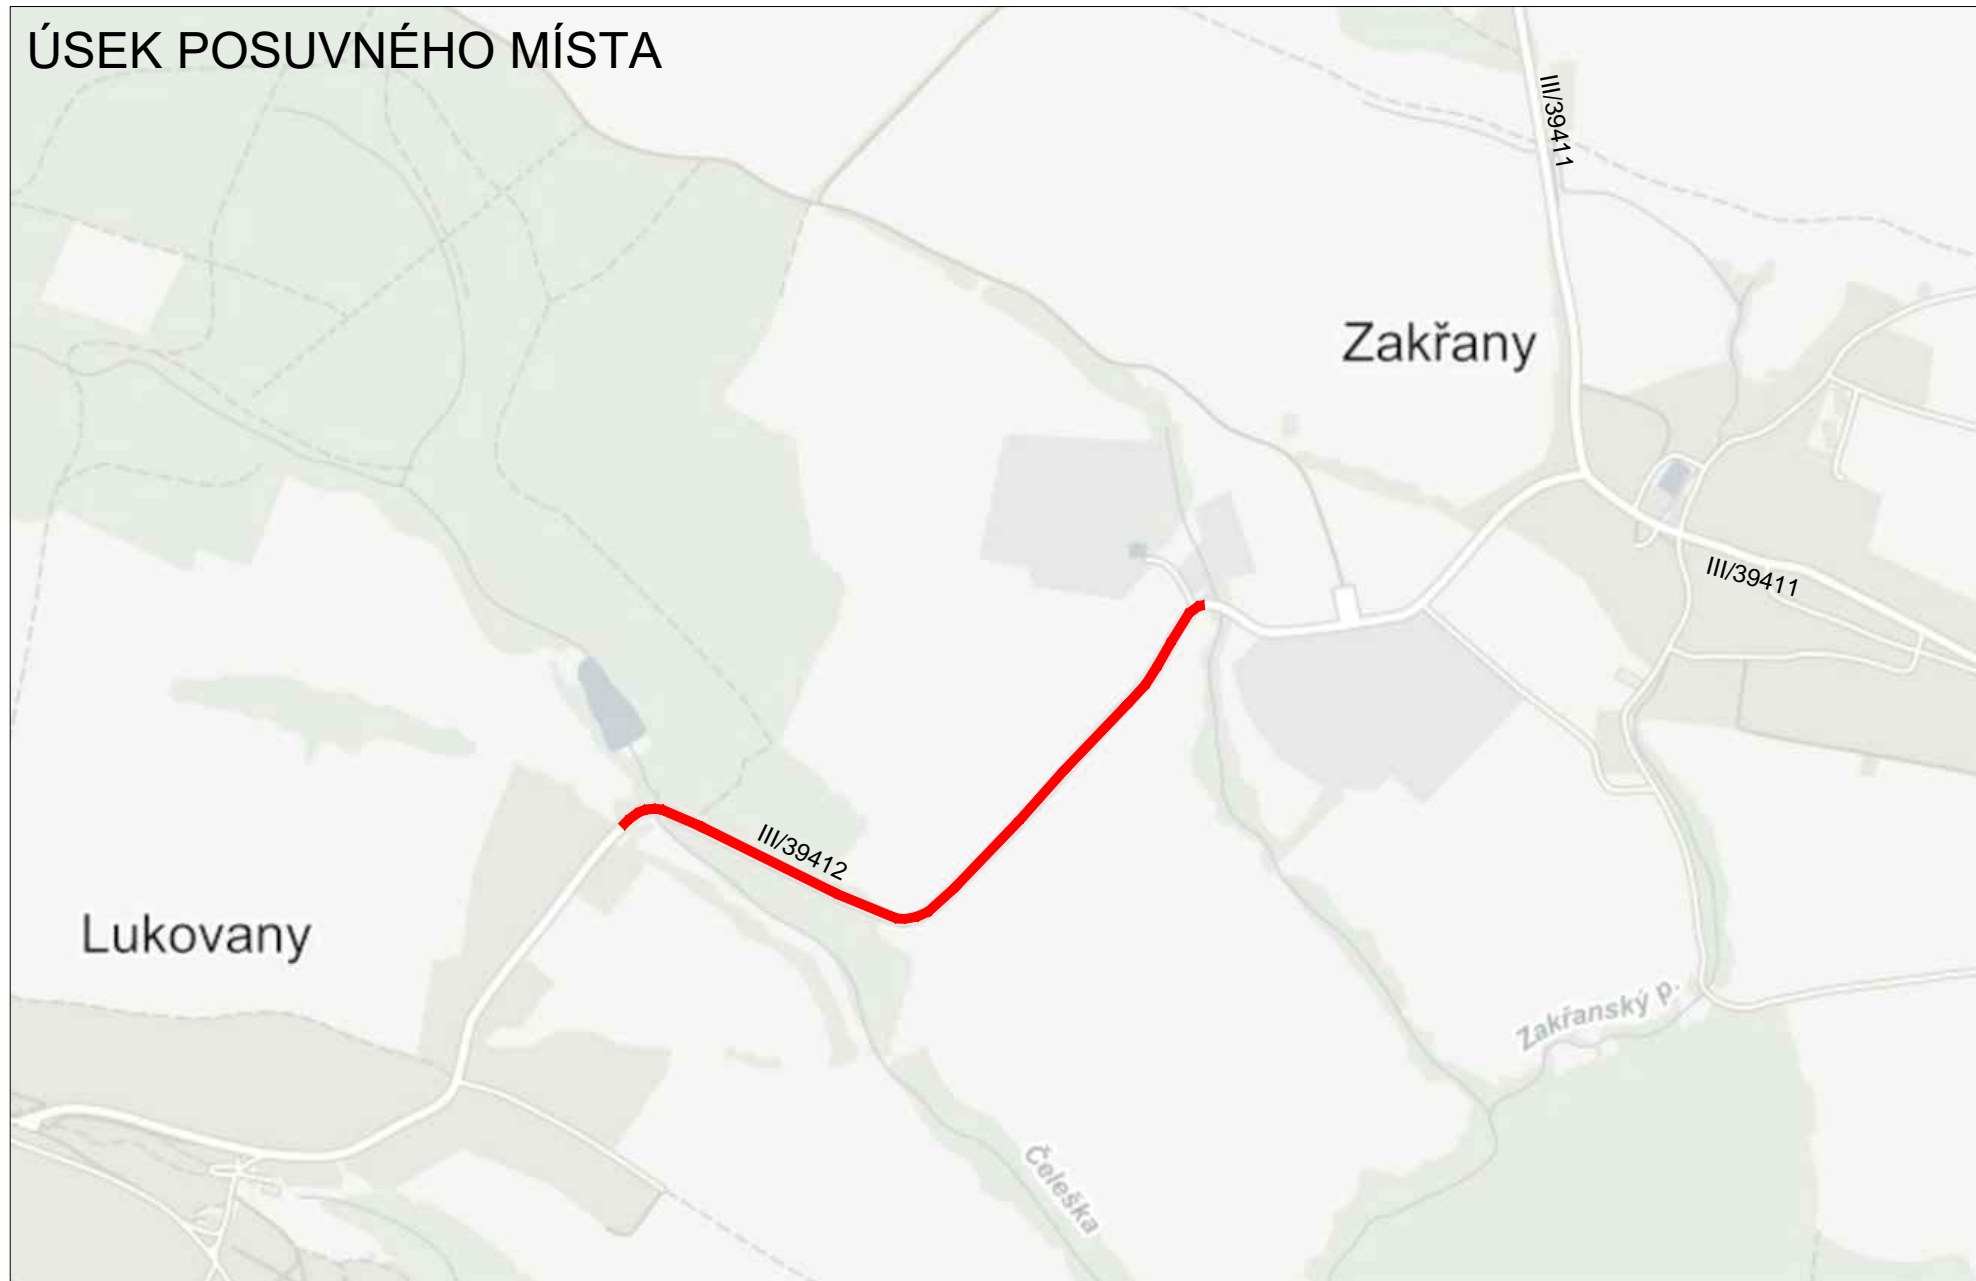 ÚSEK POSUVNÉHO MÍSTA
III/39411
Zakřany
III/39411
III/39412
Lukovany
Zakřanský p.
Čeleška